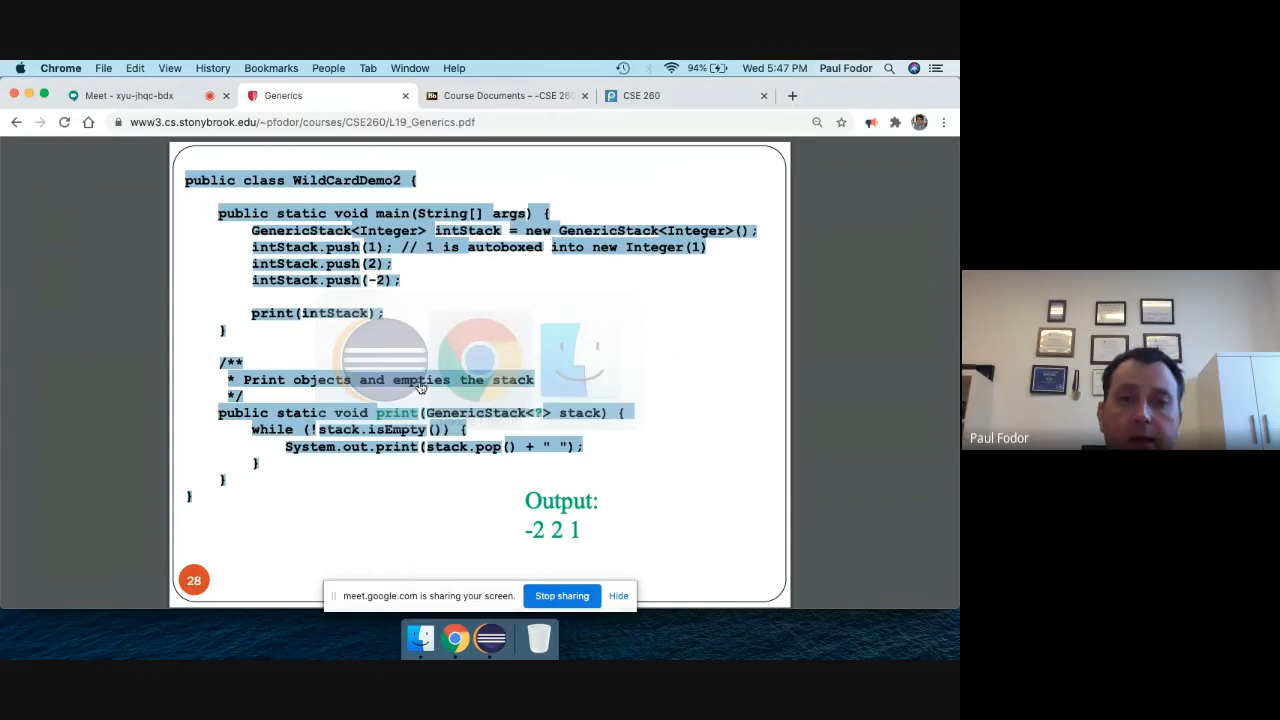 Chrome File Edit View History Bookmarks People Tab Window Help 94% Wed 5:47 PM Paul Fodor
Meet - xyu-jhqc-bdx Generics Bb Course Documents – -CSE 260 CSE 260
www3.cs.stonybrook.edu/~pfodor/courses/CSE260/L19_Generics.pdf
public class WildCardDemo2 {
public static void main(String[] args) {
GenericStack<Integer> intStack = new GenericStack<Integer>();
intStack.push(1); // 1 is autoboxed into new Integer(1)
intStack.push(2);
intStack.push(-2);
print(intStack);
}
/**
* Print objects and empties the stack
*/
public static void print(GenericStack<?> stack) {
while (!stack.isEmpty()) {
System.out.print(stack.pop() + " ");
}
}
}
Output:
-2 2 1
28
meet.google.com is sharing your screen. Stop sharing Hide
Paul Fodor